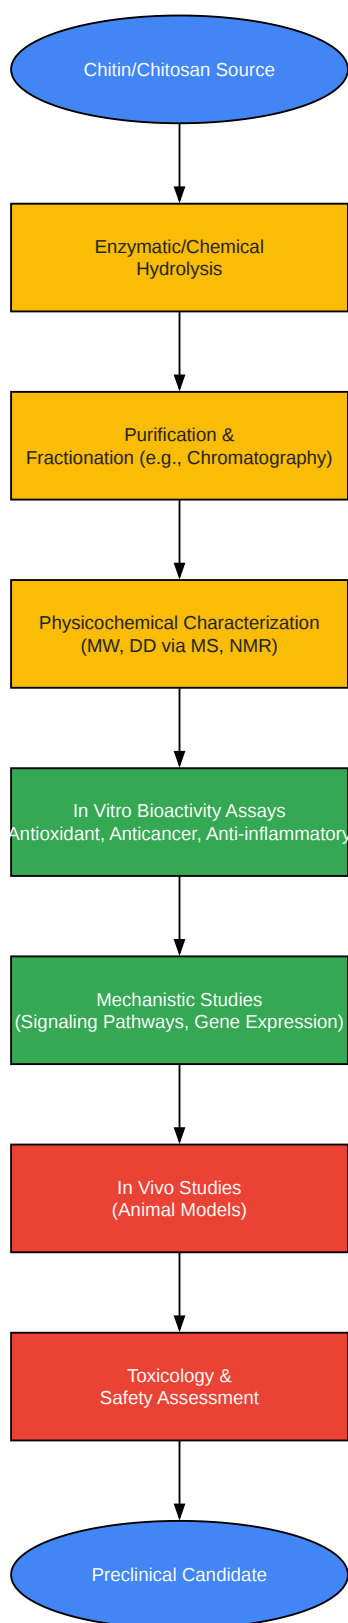 Chitin/Chitosan Source
Enzymatic/Chemical
Hydrolysis
Purification &
Fractionation (e.g., Chromatography)
Physicochemical Characterization
(MW, DD via MS, NMR)
In Vitro Bioactivity Assays
Antioxidant, Anticancer, Anti-inflammatory
Mechanistic Studies
(Signaling Pathways, Gene Expression)
In Vivo Studies
(Animal Models)
Toxicology &
Safety Assessment
Preclinical Candidate